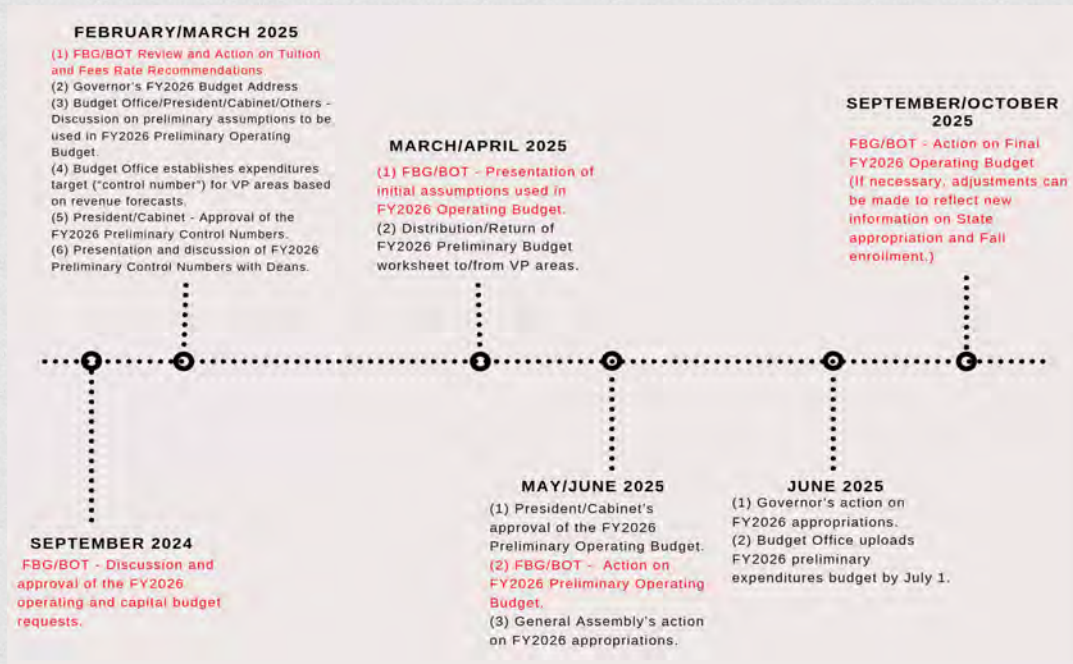 FEBRUARY/MARCH 2025
(1) FBG/BOT Review and Action on Tuition
and Fees Rate Recommendations
(2) Governor's FY2026 Budget Address
(3) Budget Office/President/Cabinet/Others -
Discussion on preliminary assumptions to be
used in FY2026 Preliminary Operating
Budget.
(4) Budget Office establishes expenditures
target ("control number") for VP areas based
on revenue forecasts.
(5) President/Cabinet - Approval of the
FY2026 Preliminary Control Numbers.
(6) Presentation and discussion of FY2026
Preliminary Control Numbers with Deans.
MARCH/APRIL 2025
(1) FBG/BOT - Presentation of
initial assumptions used in
FY2026 Operating Budget.
(2) Distribution/Return of
FY2026 Preliminary Budget
worksheet to/from VP areas.
SEPTEMBER/OCTOBER
2025
FBG/BOT - Action on Final
FY2026 Operating Budget
(If necessary, adjustments can
be made to reflect new
information on State
appropriation and Fall
enrollment.)
SEPTEMBER 2024
FBG/BOT - Discussion and
approval of the FY2026
operating and capital budget
requests.
MAY/JUNE 2025
(1) President/Cabinet's
approval of the FY2026
Preliminary Operating Budget.
(2) FBG/BOT - Action on
FY2026 Preliminary Operating
Budget.
(3) General Assembly's action
on FY2026 appropriations.
JUNE 2025
(1) Governor's action on
FY2026 appropriations.
(2) Budget Office uploads
FY2026 preliminary
expenditures budget by July 1.